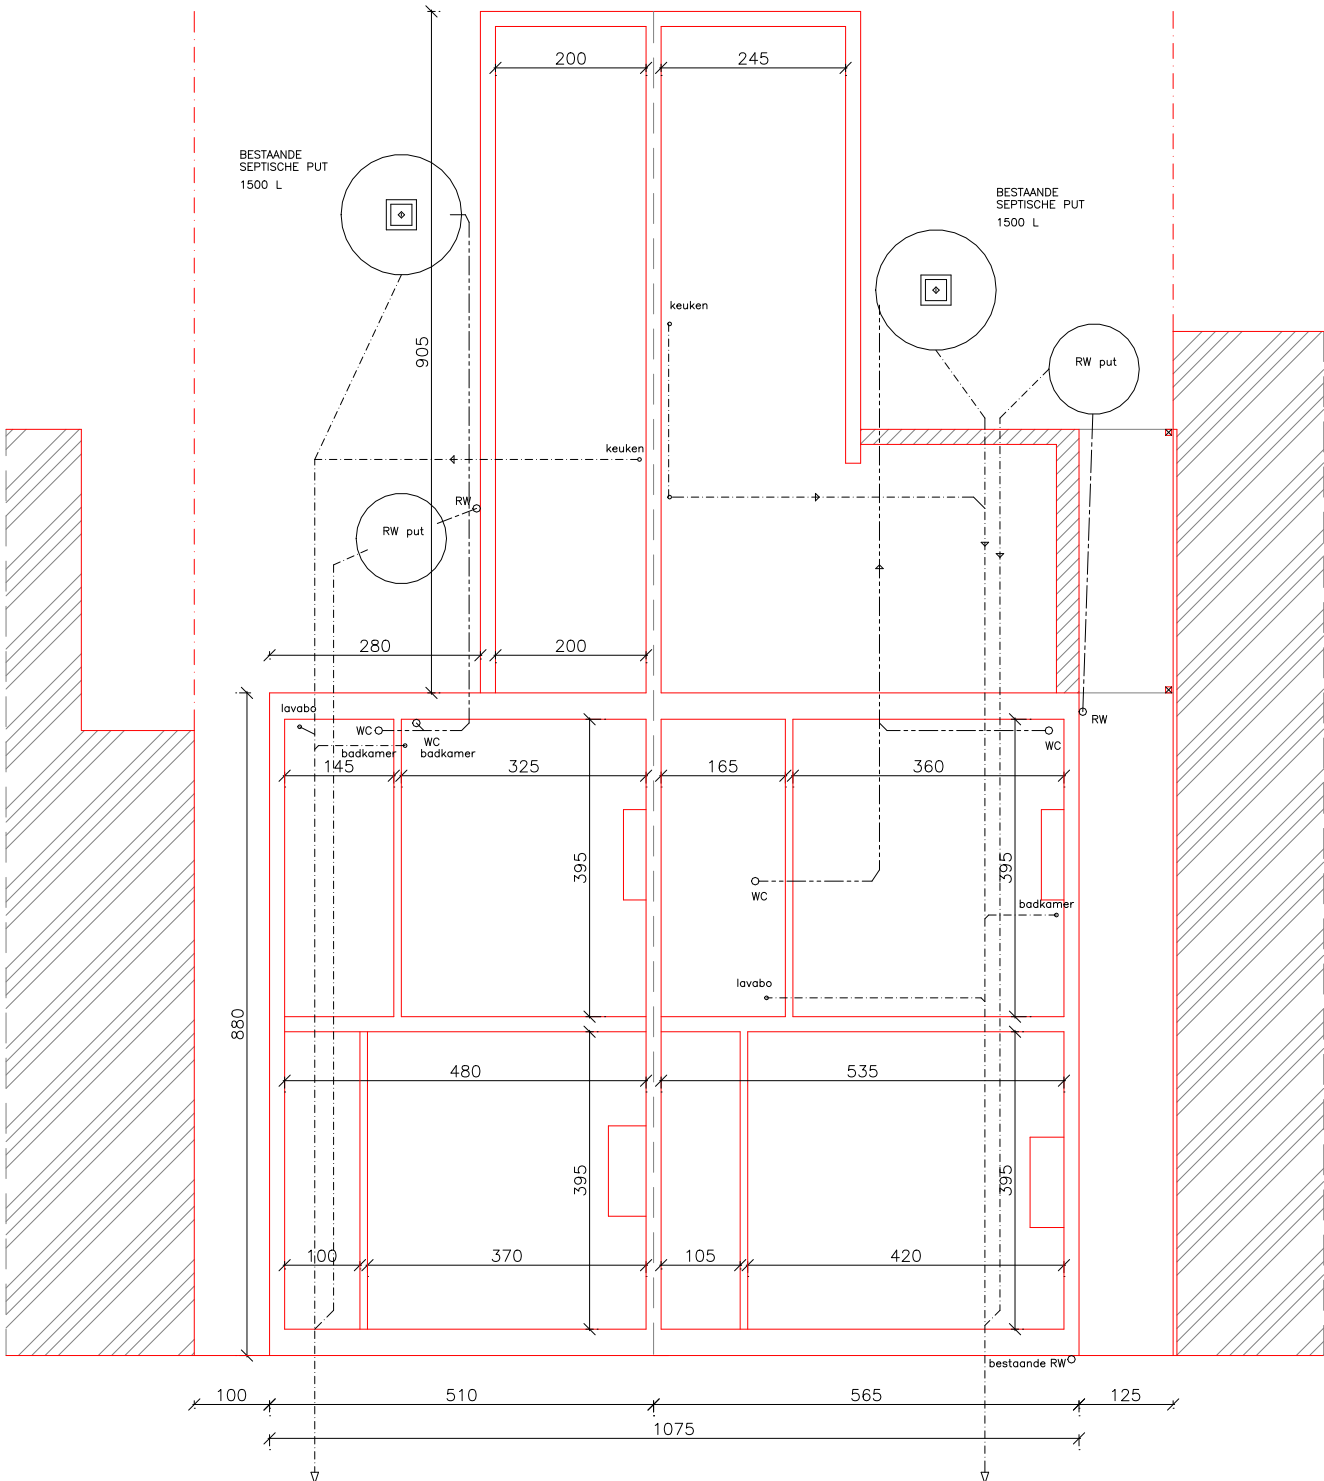 200
245
BESTAANDE
SEPTISCHE PUT
1500 L
BESTAANDE
SEPTISCHE PUT
1500 L
keuken
905
RW put
keuken
RW
RW put
280
200
lavabo
WC
WC
badkamer
badkamer
RW
WC
145
325
165
360
395
395
WC
badkamer
lavabo
880
480
535
395
395
100
370
105
420
bestaande RW
100
510
565
125
1075